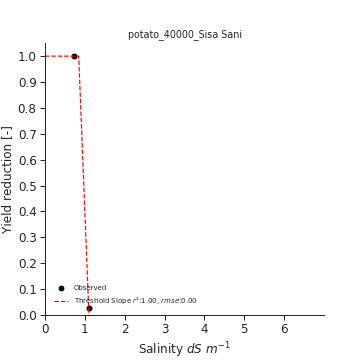 potato_40000_Sisa Sani
1.0
0.9
0.8
0.7
0.6
0.5
0.4
0.3
0.2
0.1
0.0
Yield reduction [-]
Observed
Threshold Slope r²:1.00, rmse:0.00
0 1 2 3 4 5 6
Salinity dS m⁻¹